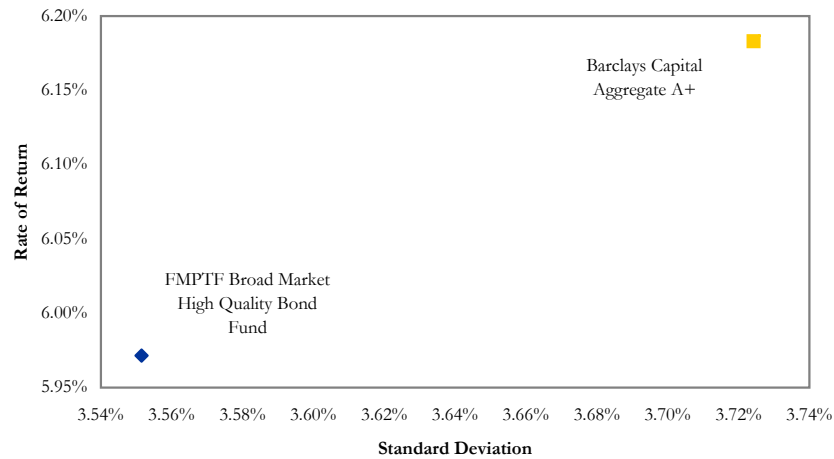 6.20%
Barclays Capital
Aggregate A+
6.15%
6.10%
Rate of Return
6.05%
FMPTF Broad Market
High Quality Bond
Fund
6.00%
5.95%
3.54% 3.56% 3.58% 3.60% 3.62% 3.64% 3.66% 3.68% 3.70% 3.72% 3.74%
Standard Deviation